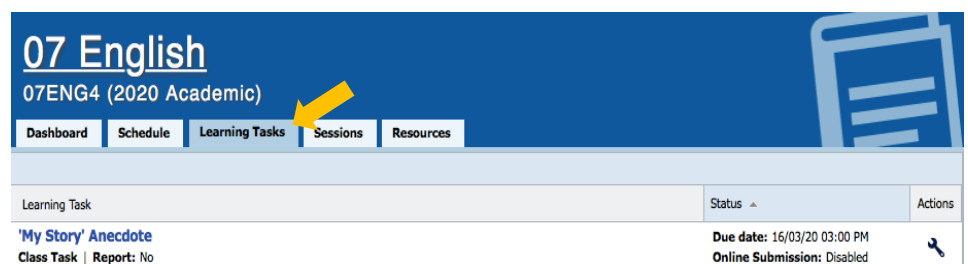 07 English
07ENG4 (2020 Academic)
Dashboard Schedule Learning Tasks Sessions Resources
Learning Task Status Actions
'My Story' Anecdote Due date: 16/03/20 03:00 PM
Class Task | Report: No Online Submission: Disabled